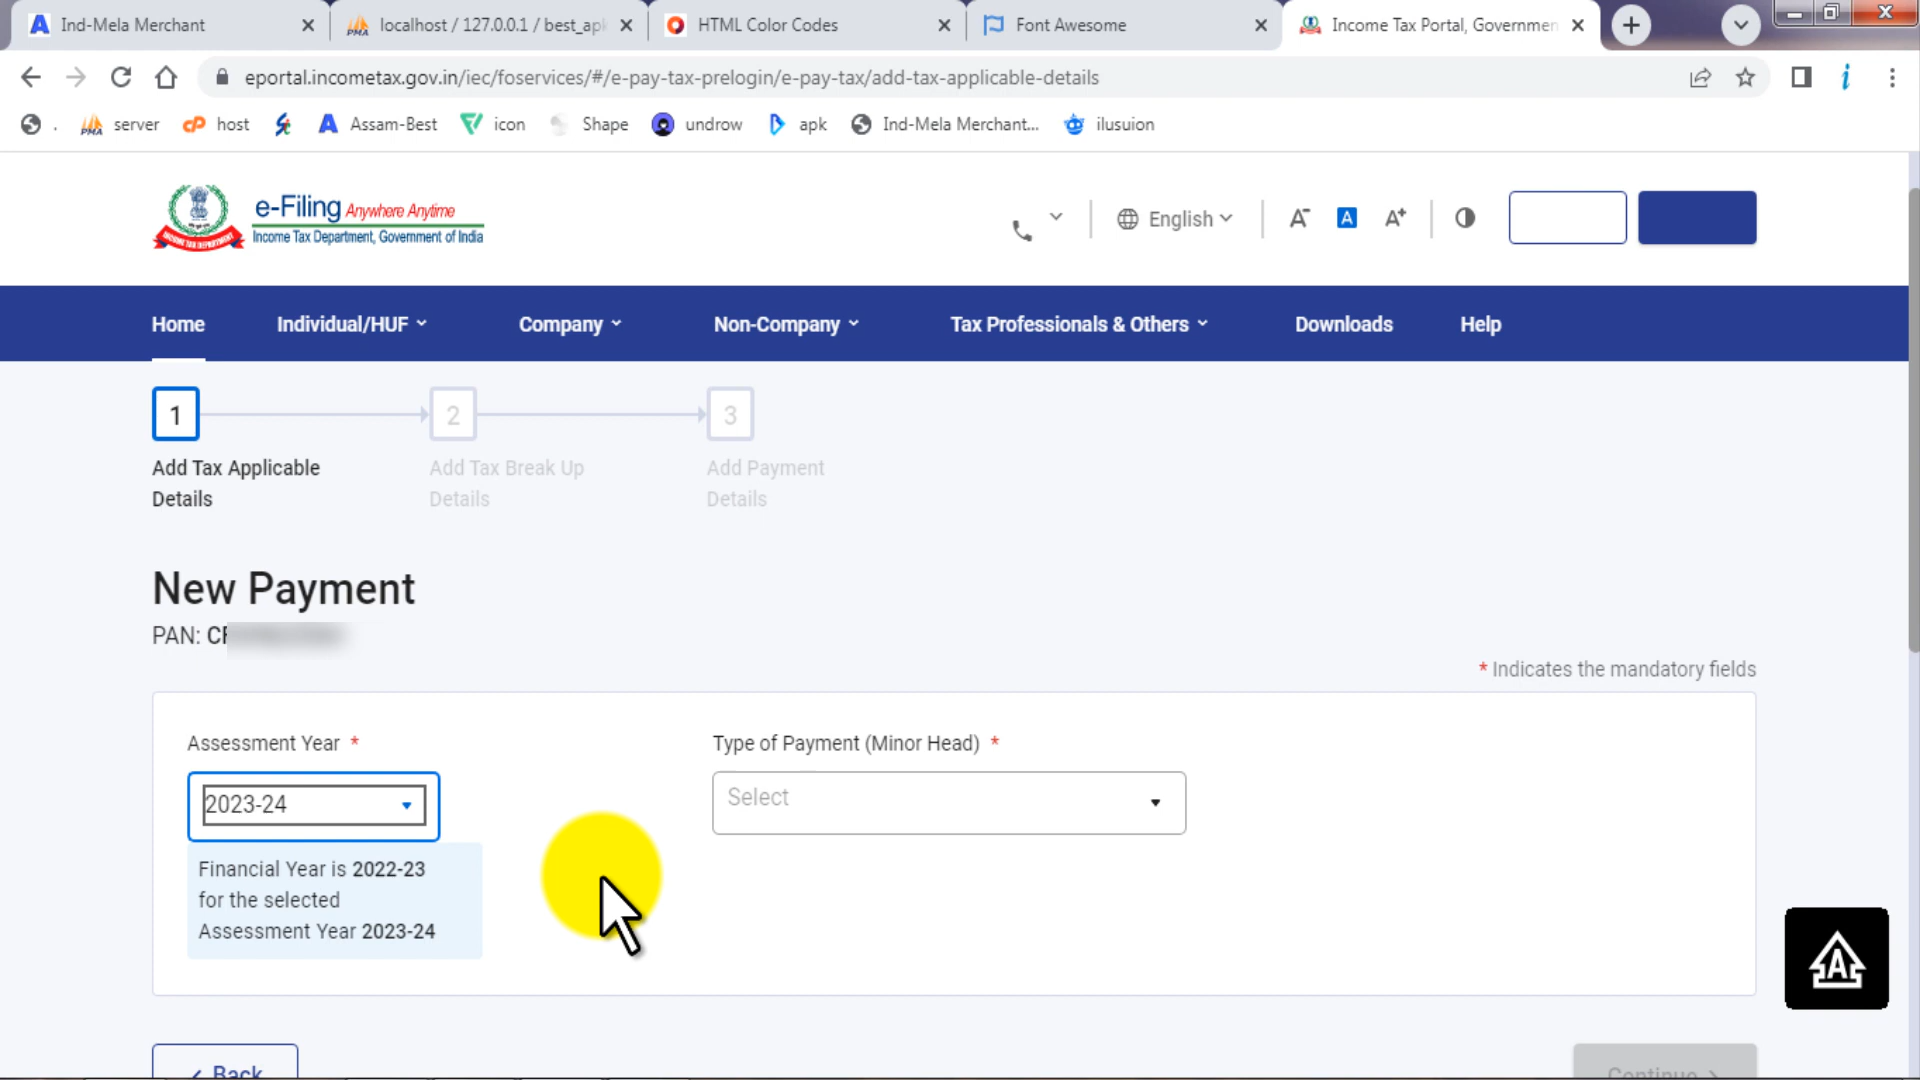 Ind-Mela Merchant
localhost / 127.0.0.1 / best_apk
HTML Color Codes
Font Awesome
Income Tax Portal, Governmen
eportal.incometax.gov.in/iec/foservices/#/e-pay-tax-prelogin/e-pay-tax/add-tax-applicable-details
. server host Assam-Best icon Shape undrow apk Ind-Mela Merchant... ilusuion
e-Filing Anywhere Anytime
Income Tax Department, Government of India
English A- A A+
Home Individual/HUF Company Non-Company Tax Professionals & Others Downloads Help
1 2 3
Add Tax Applicable Details
Add Tax Break Up Details
Add Payment Details
New Payment
PAN:
* Indicates the mandatory fields
Assessment Year *
Type of Payment (Minor Head) *
2023-24
Select
Financial Year is 2022-23
for the selected
Assessment Year 2023-24
A
< Back
Continue >